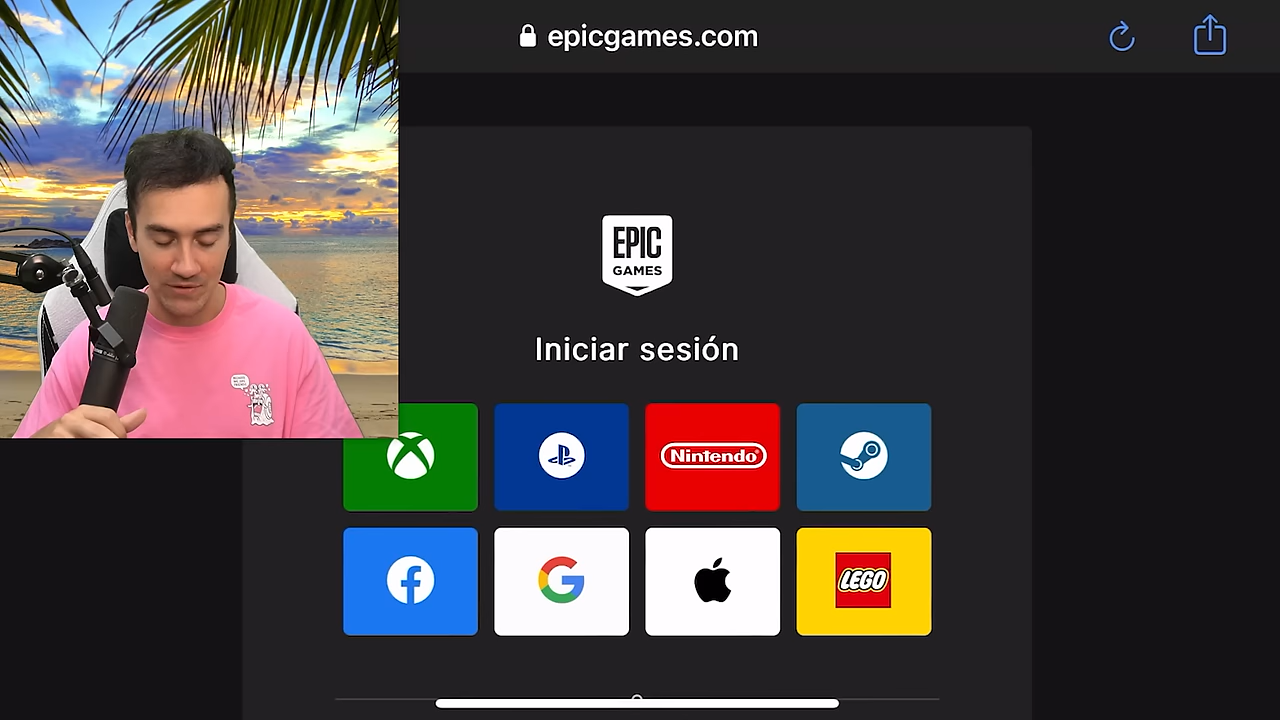 epicgames.com
EPIC
GAMES
Iniciar sesión
Nintendo
LEGO